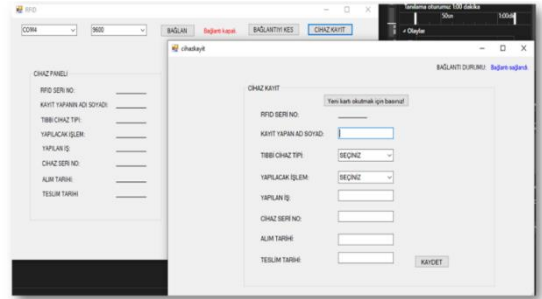 RFID
COM4 9600 BAĞLAN Bağlantı kapalı. BAĞLANTIYI KES CİHAZ KAYIT
Tanılama oturumu: 1:00 dakika
50sn 1:00dk
Olaylar
CİHAZ PANELİ
RFID SERİ NO:
KAYIT YAPANIN ADI SOYADI:
TIBBİ CİHAZ TİPİ:
YAPILACAK İŞLEM:
YAPILAN İŞ:
CİHAZ SERİ NO:
ALIM TARİHİ:
TESLİM TARİHİ:
cihazkayit
BAĞLANTI DURUMU: Bağlantı sağlandı.
CİHAZ KAYIT
Yeni kartı okutmak için basınız!
RFID SERİ NO:
KAYIT YAPAN AD SOYAD:
TIBBİ CİHAZ TİPİ: SEÇİNİZ
YAPILACAK İŞLEM: SEÇİNİZ
YAPILAN İŞ:
CİHAZ SERİ NO:
ALIM TARİHİ:
TESLİM TARİHİ:
KAYDET